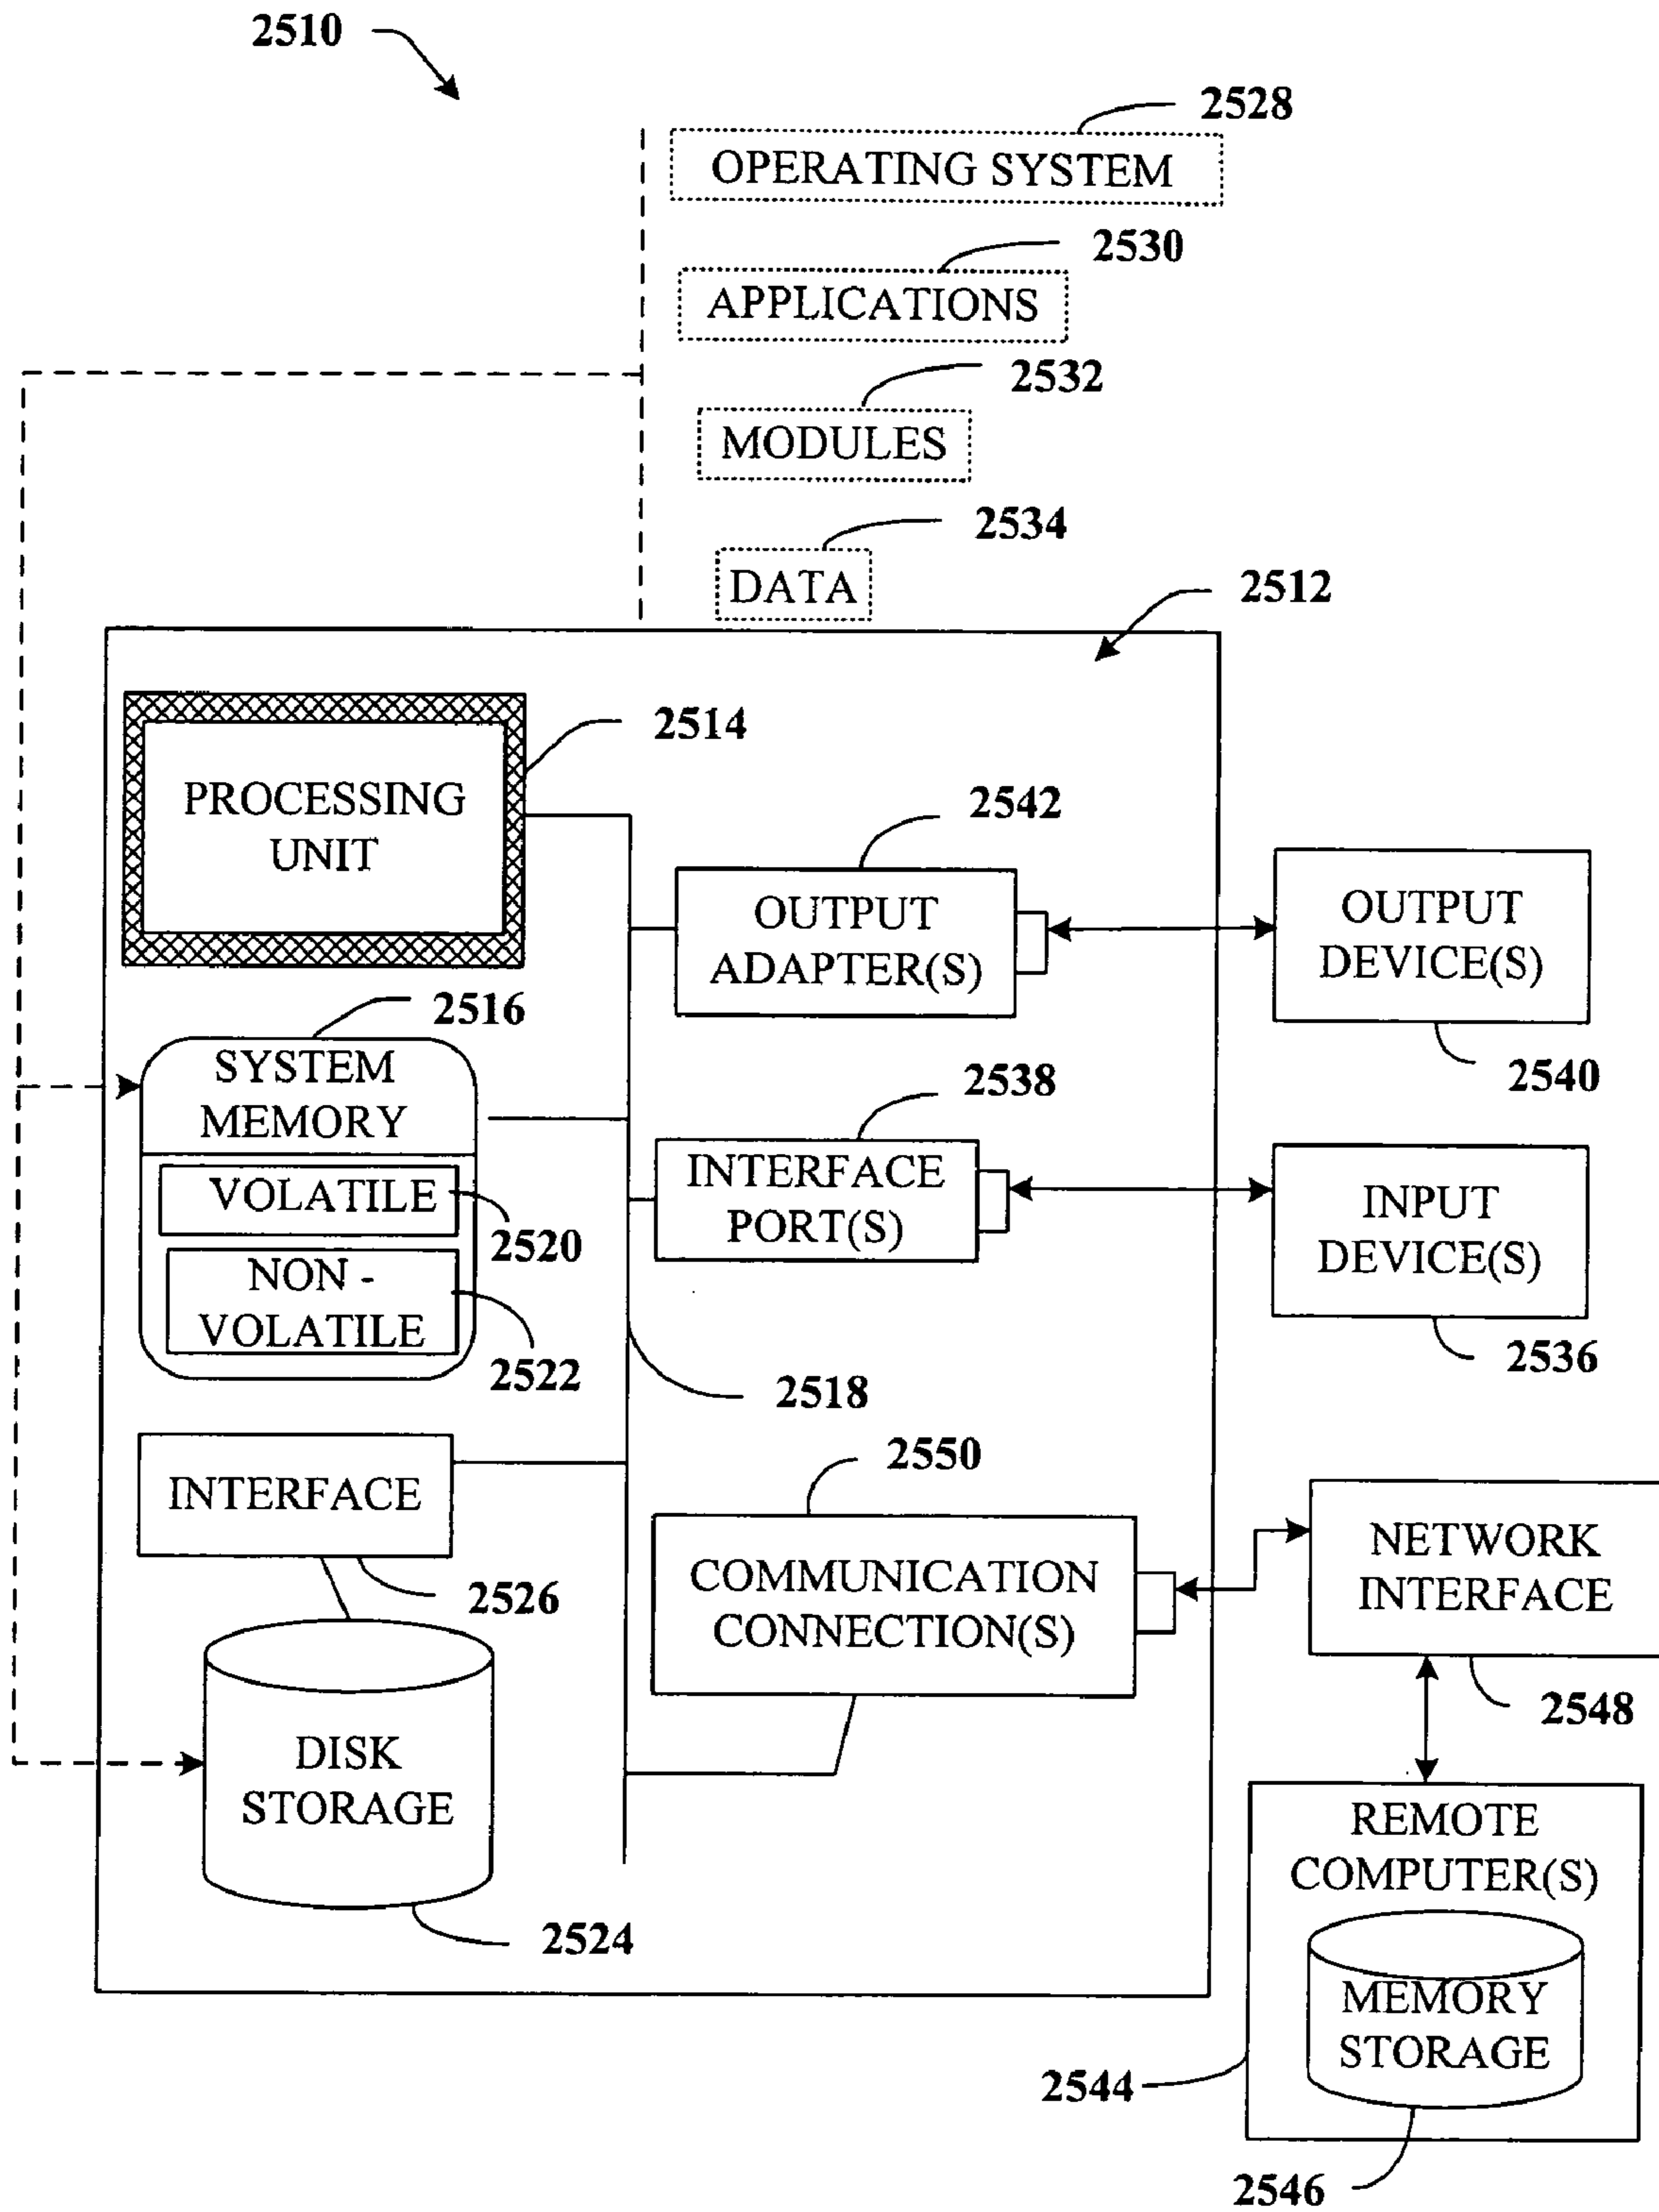 2510
2528
OPERATING SYSTEM
2530
APPLICATIONS
2532
MODULES
2534
DATA
2512
PROCESSING
UNIT
2514
2542
OUTPUT
ADAPTER(S)
OUTPUT
DEVICE(S)
2540
2516
SYSTEM
MEMORY
VOLATILE
2520
NON -
VOLATILE
2522
2538
INTERFACE
PORT(S)
INPUT
DEVICE(S)
2536
2518
INTERFACE
2526
2550
COMMUNICATION
CONNECTION(S)
NETWORK
INTERFACE
2548
DISK
STORAGE
2524
REMOTE
COMPUTER(S)
MEMORY
STORAGE
2544
2546